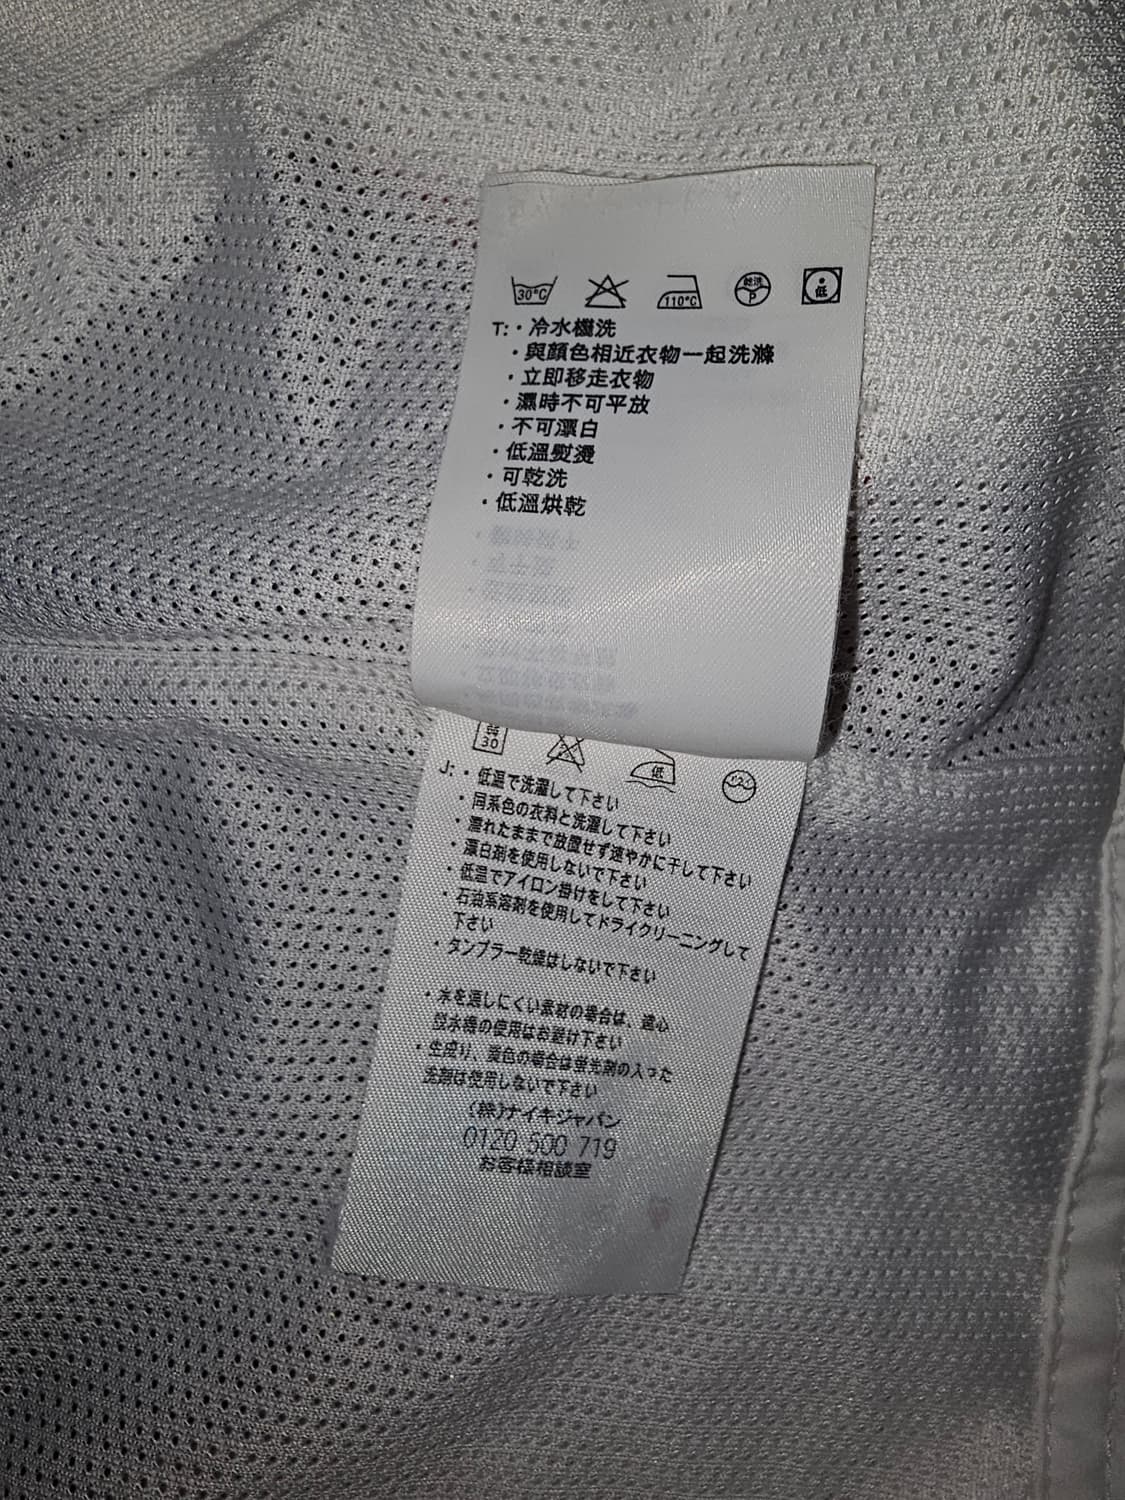 30°C 110°C 乾洗 P 低
T:・冷水機洗
・與顏色相近衣物一起洗滌
・立即移走衣物
・濕時不可平放
・不可漂白
・低溫熨燙
・可乾洗
・低溫烘乾
弱 30 低
J:・低温で洗濯して下さい
・同系色の衣料と洗濯して下さい
・濡れたままで放置せず速やかに干して下さい
・漂白剤を使用しないで下さい
・低温でアイロン掛けをして下さい
・石油系溶剤を使用してドライクリーニングして
下さい
・タンブラー乾燥はしないで下さい
・水を通しにくい素材の場合は、遠心
脱水機の使用はお避け下さい
・生成り、淡色の場合は蛍光剤の入った
洗剤は使用しないで下さい
(株)ナイキジャパン
0120 500 719
お客様相談室